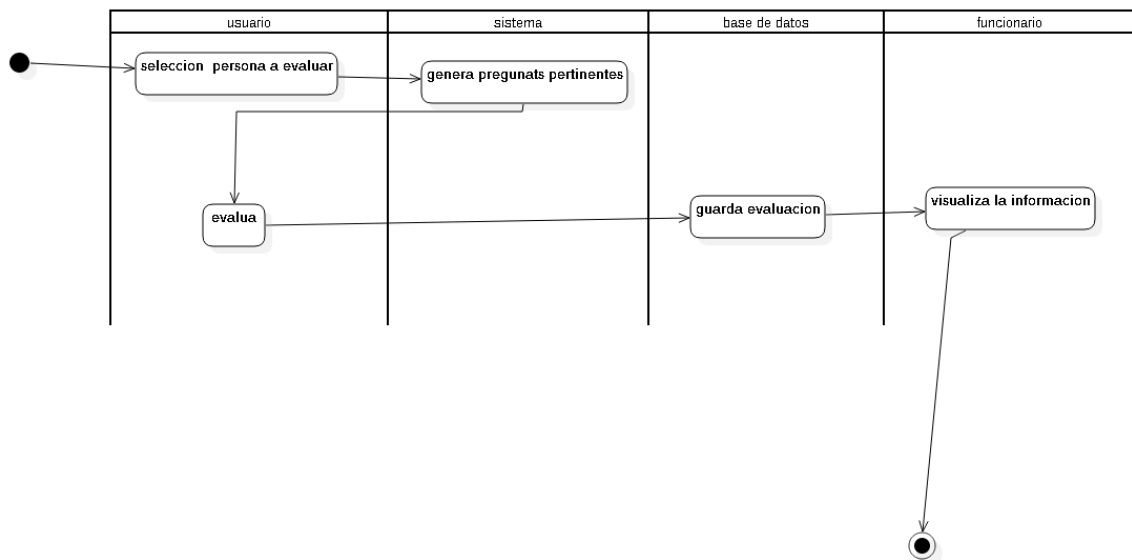 usuario
sistema
base de datos
funcionario
seleccion persona a evaluar
genera pregunats pertinentes
evalua
guarda evaluacion
visualiza la informacion